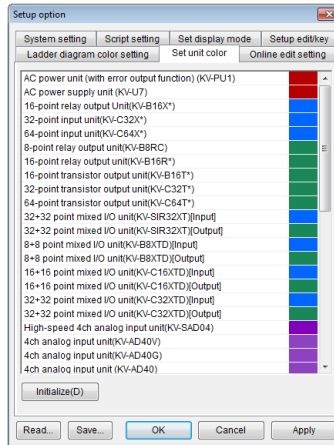 Setup option
System setting
Script setting
Set display mode
Setup edit/key
Ladder diagram color setting
Set unit color
Online edit setting
AC power unit (with error output function) (KV-PU1)
AC power supply unit (KV-U7)
16-point relay output Unit(KV-B16X*)
32-point input unit(KV-C32X*)
64-point input unit(KV-C64X*)
8-point relay output unit(KV-B8RC)
16-point relay output unit(KV-B16R*)
16-point transistor output unit(KV-B16T*)
32-point transistor output unit(KV-C32T*)
64-point transistor output unit(KV-C64T*)
32+32 point mixed I/O unit(KV-SIR32XT)[Input]
32+32 point mixed I/O unit(KV-SIR32XT)[Output]
8+8 point mixed I/O unit(KV-B8XTD)[Input]
8+8 point mixed I/O unit(KV-B8XTD)[Output]
16+16 point mixed I/O unit(KV-C16XTD)[Input]
16+16 point mixed I/O unit(KV-C16XTD)[Output]
32+32 point mixed I/O unit(KV-C32XTD)[Input]
32+32 point mixed I/O unit(KV-C32XTD)[Output]
High-speed 4ch analog input unit(KV-SAD04)
4ch analog input unit(KV-AD40V)
4ch analog input unit(KV-AD40G)
4ch analog input unit (KV-AD40)
Initialize(D)
Read...
Save...
OK
Cancel
Apply